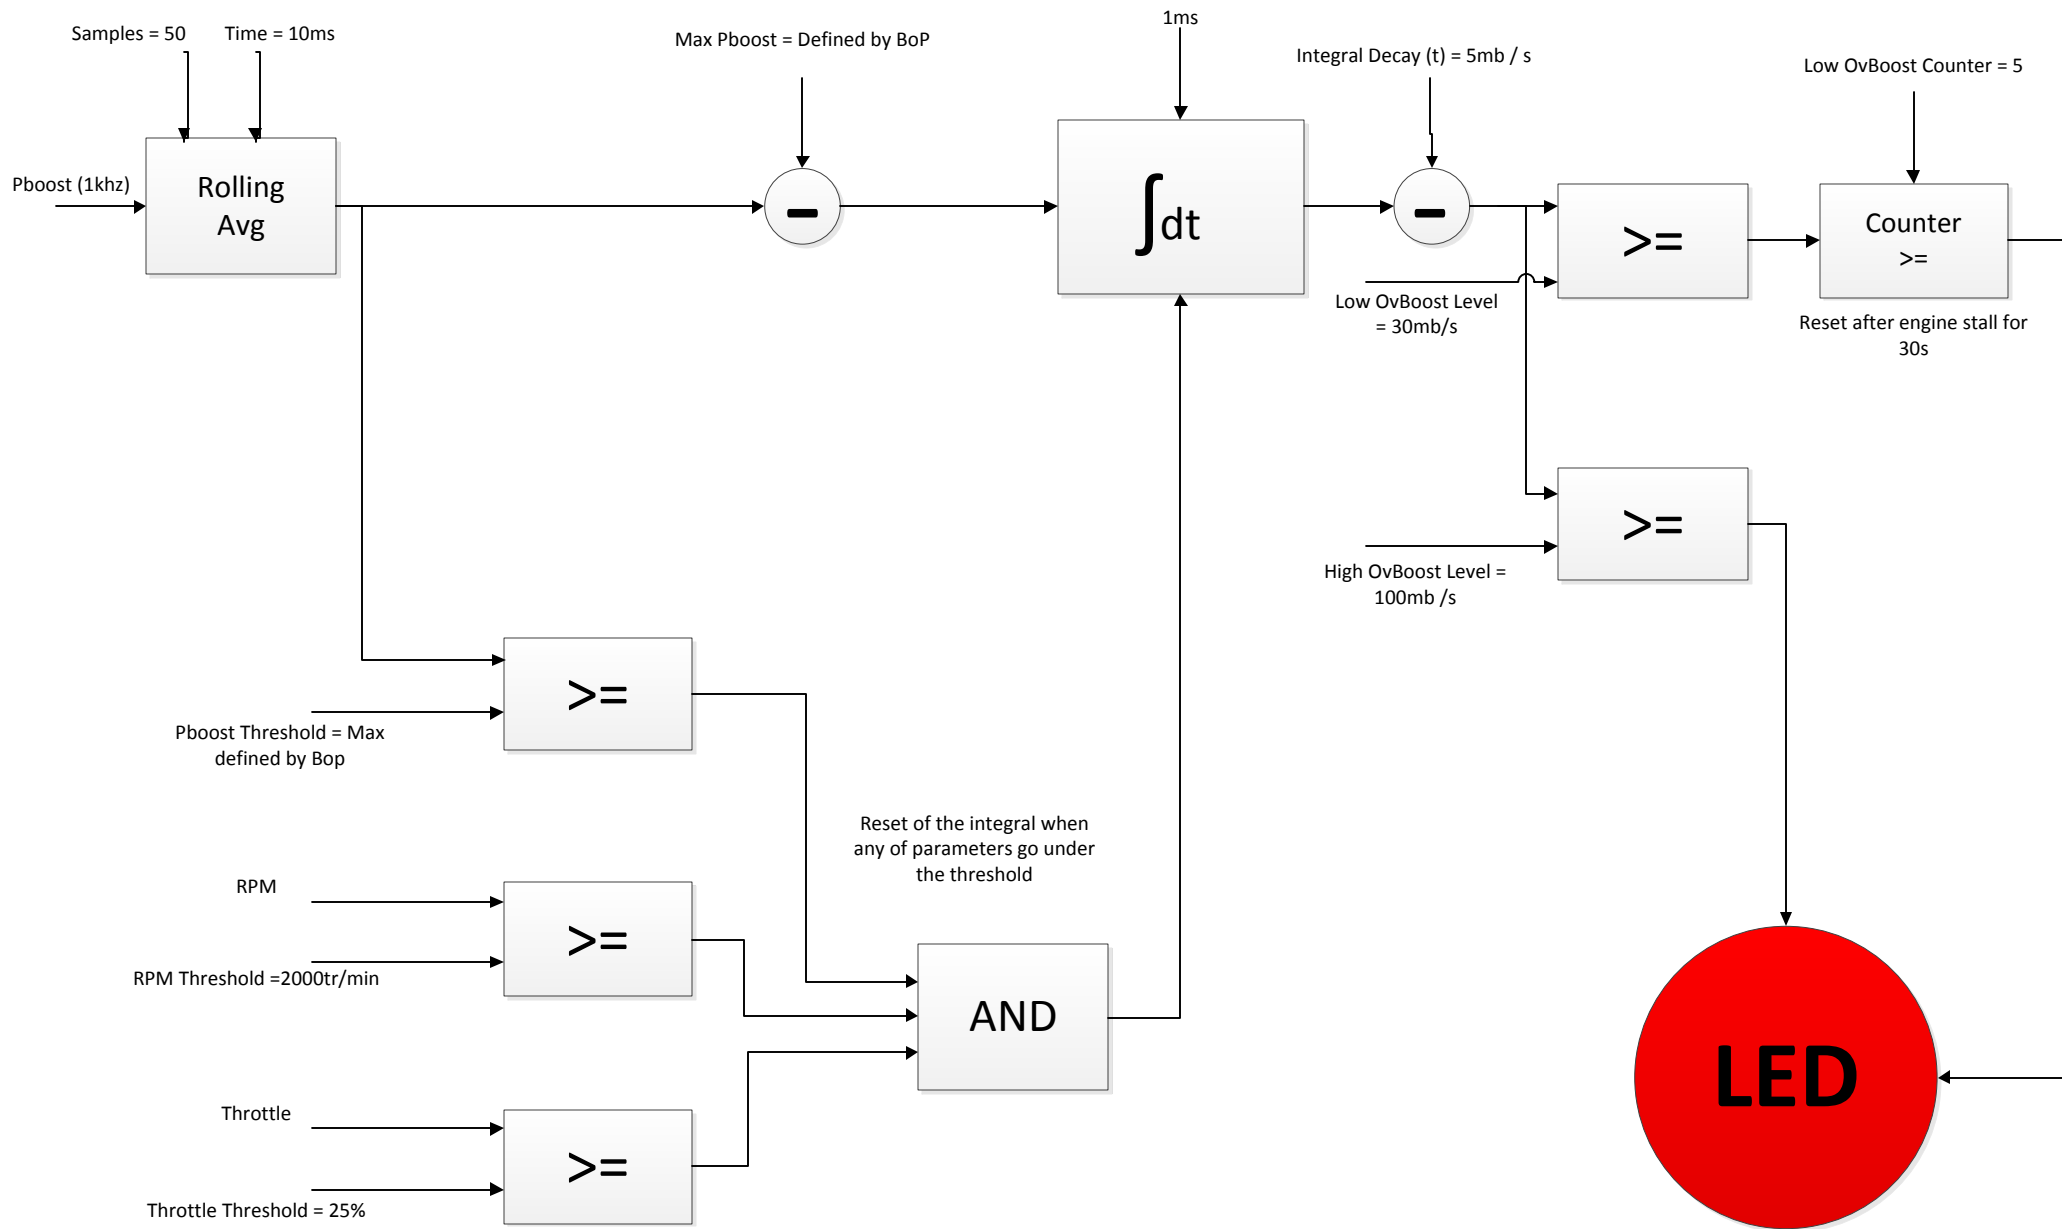 Samples = 50
Time = 10ms
Max Pboost = Defined by BoP
1ms
Integral Decay (t) = 5mb / s
Low OvBoost Counter = 5
Pboost (1khz)
Rolling
Avg
-
∫dt
-
>=
Counter
>=
Low OvBoost Level
= 30mb/s
Reset after engine stall for
30s
>=
High OvBoost Level =
100mb /s
>=
Pboost Threshold = Max
defined by Bop
Reset of the integral when
any of parameters go under
the threshold
RPM
>=
RPM Threshold =2000tr/min
AND
LED
Throttle
>=
Throttle Threshold = 25%